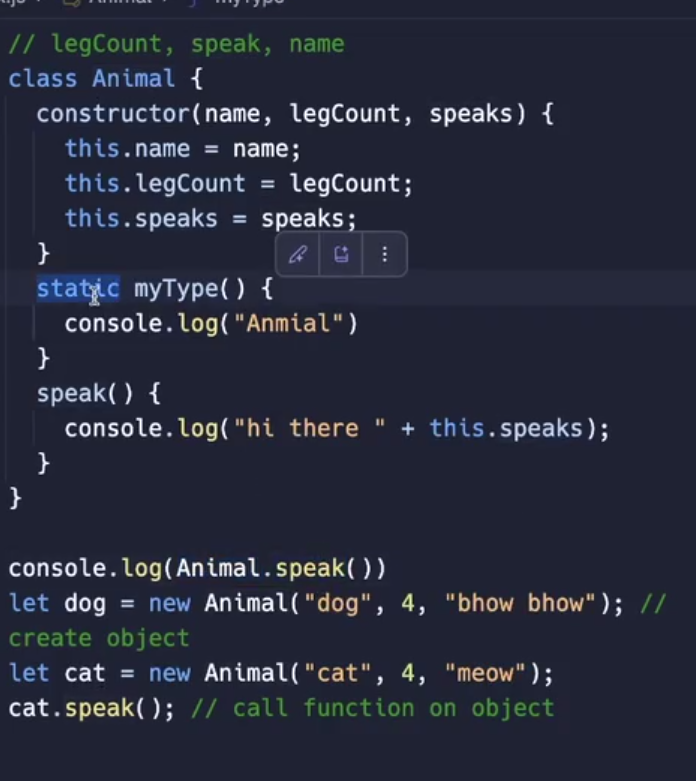 .js Animal myType
// legCount, speak, name
class Animal {
  constructor(name, legCount, speaks) {
    this.name = name;
    this.legCount = legCount;
    this.speaks = speaks;
  }
  static myType() {
    console.log("Anmial")
  }
  speak() {
    console.log("hi there " + this.speaks);
  }
}

console.log(Animal.speak())
let dog = new Animal("dog", 4, "bhow bhow"); //
create object
let cat = new Animal("cat", 4, "meow");
cat.speak(); // call function on object